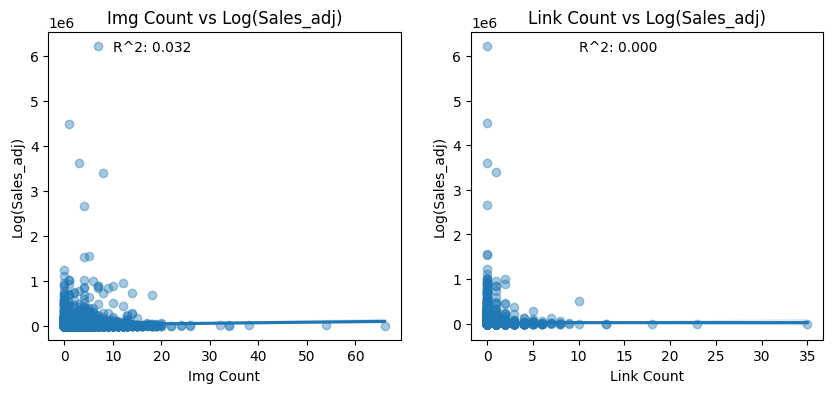 Img Count vs Log(Sales_adj)
1e6
R^2: 0.032
6
5
4
3
2
1
0
Log(Sales_adj)
0 10 20 30 40 50 60
Img Count
Link Count vs Log(Sales_adj)
1e6
R^2: 0.000
6
5
4
3
2
1
0
Log(Sales_adj)
0 5 10 15 20 25 30 35
Link Count